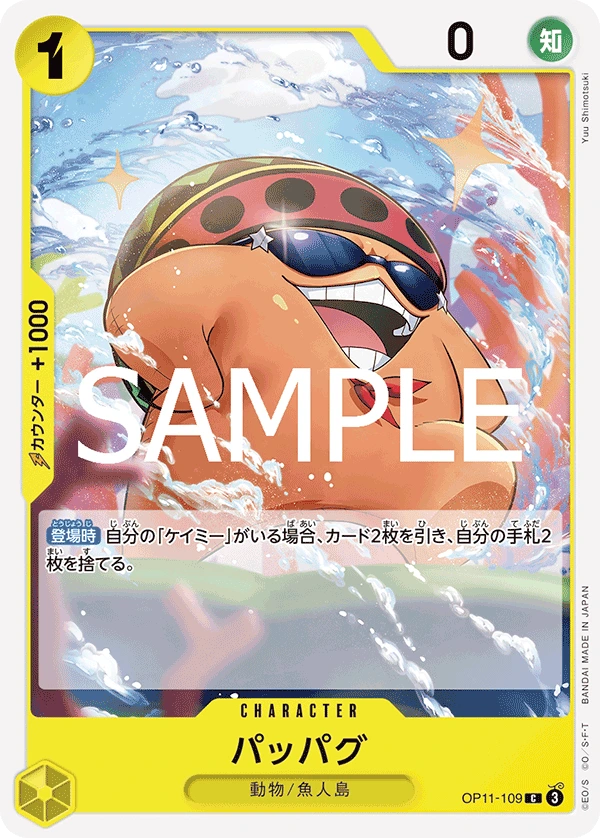 1
0
知
Yuu Shimotsuki
カウンター +1000
SAMPLE
登場時 自分の「ケイミー」がいる場合、カード2枚を引き、自分の手札2
枚を捨てる。
CHARACTER
パッパグ
動物/魚人島
OP11-109 C 3
©E.O/S ©O/S・F・T BANDAI MADE IN JAPAN